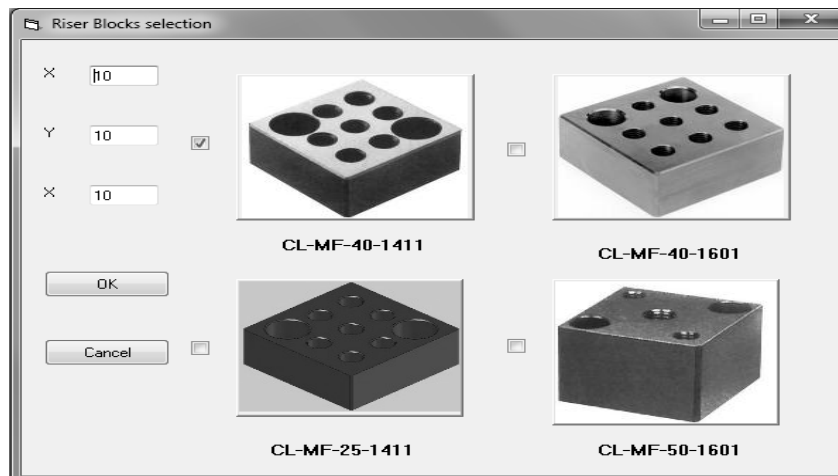 Riser Blocks selection
X 10
Y 10
X 10
OK
Cancel
CL-MF-40-1411
CL-MF-40-1601
CL-MF-25-1411
CL-MF-50-1601